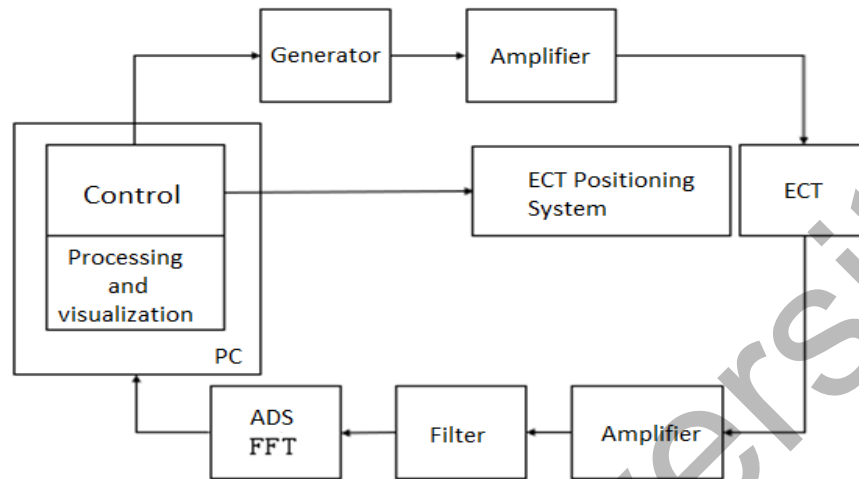 Generator
Amplifier
Control
ECT Positioning
System
ECT
Processing
and
visualization
PC
ADS
FFT
Filter
Amplifier